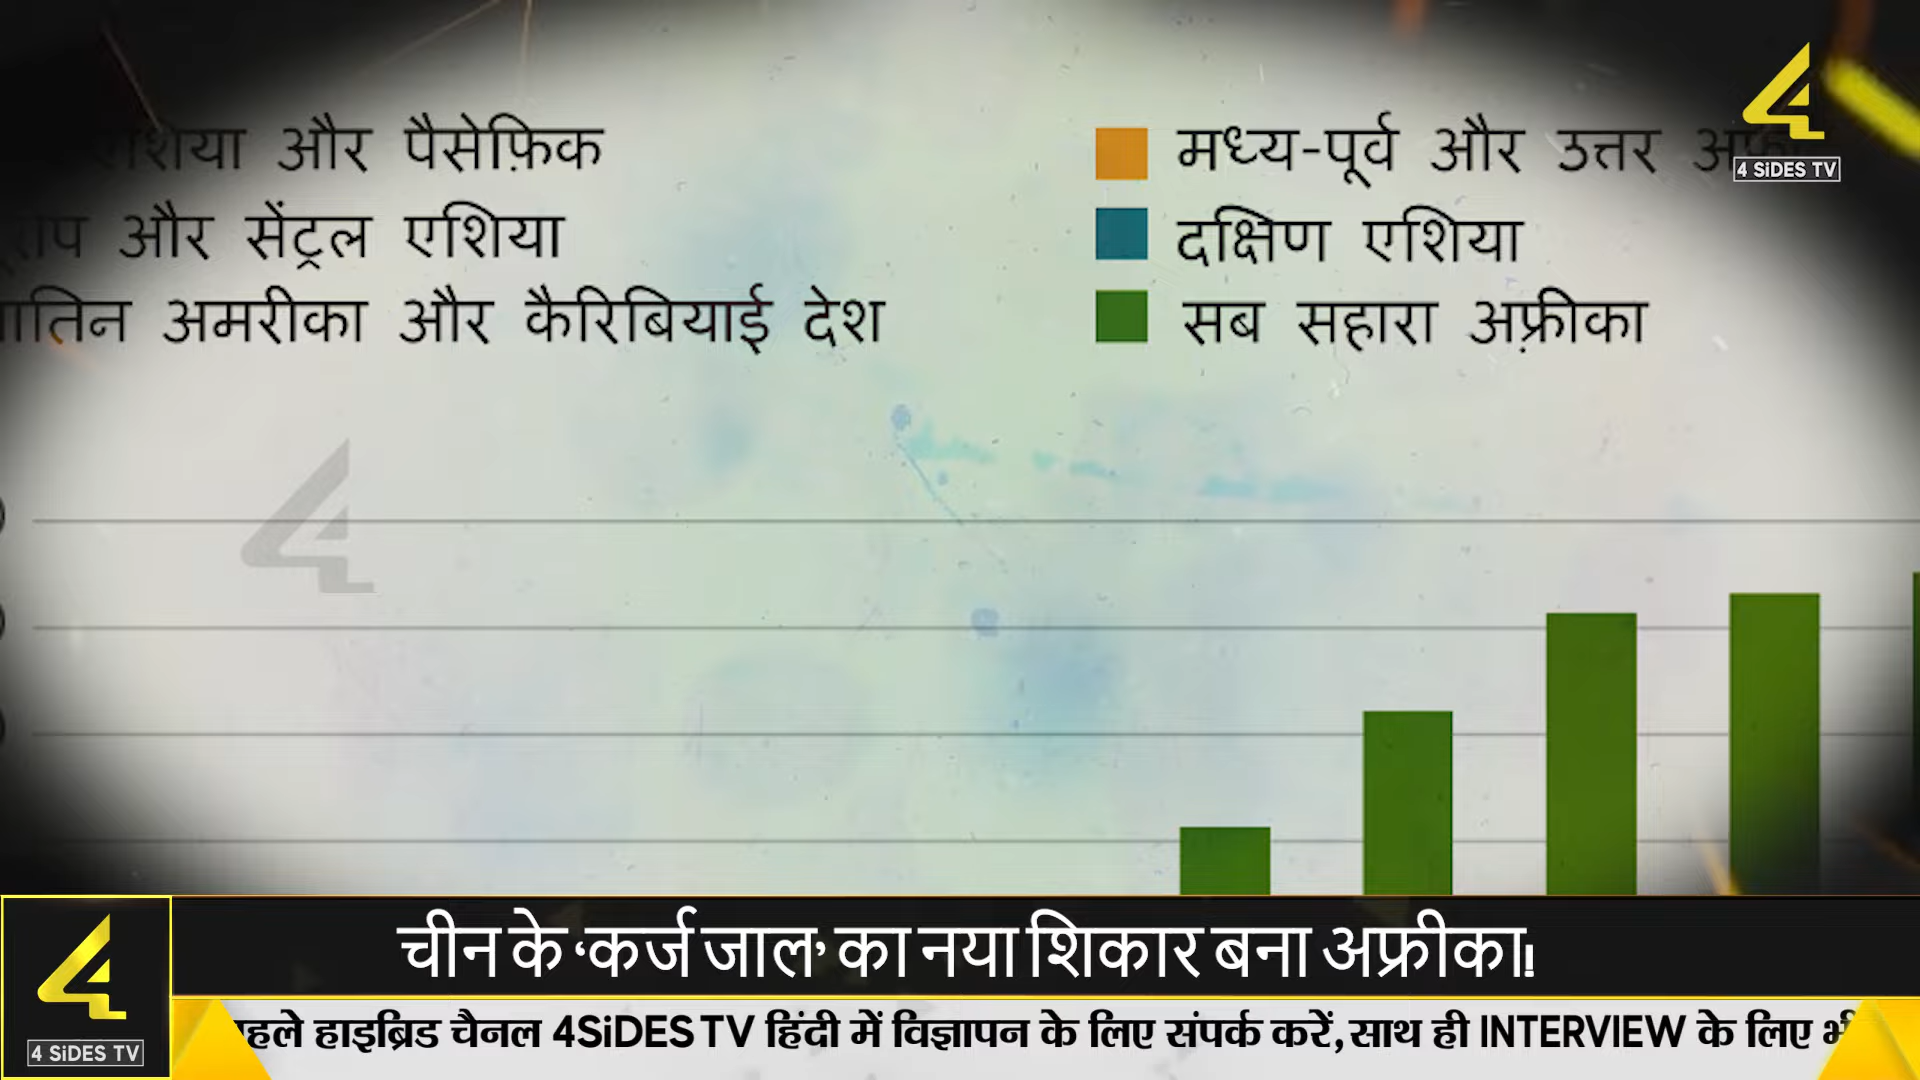 और पैसेफ़िक
और सेंट्रल एशिया
अमरीका और कैरिबियाई देश
मध्य-पूर्व और उत्तर
दक्षिण एशिया
सब सहारा अफ़्रीका
4 SiDES TV
चीन के ‘कर्ज जाल’ का नया शिकार बना अफ्रीका!
4 SiDES TV
हाइब्रिड चैनल 4SiDES TV हिंदी में विज्ञापन के लिए संपर्क करें, साथ ही INTERVIEW के लिए